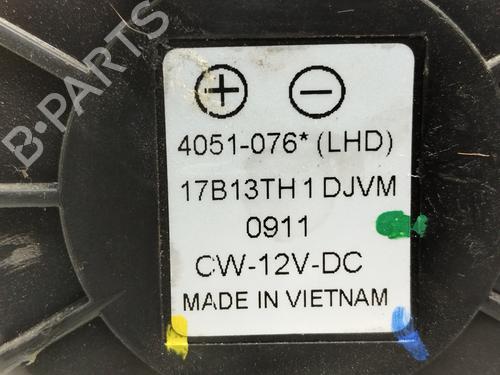 B-PARTS
⊕ ⊖
4051-076* (LHD)
17B13TH 1 DJVM
0911
CW-12V-DC
MADE IN VIETNAM